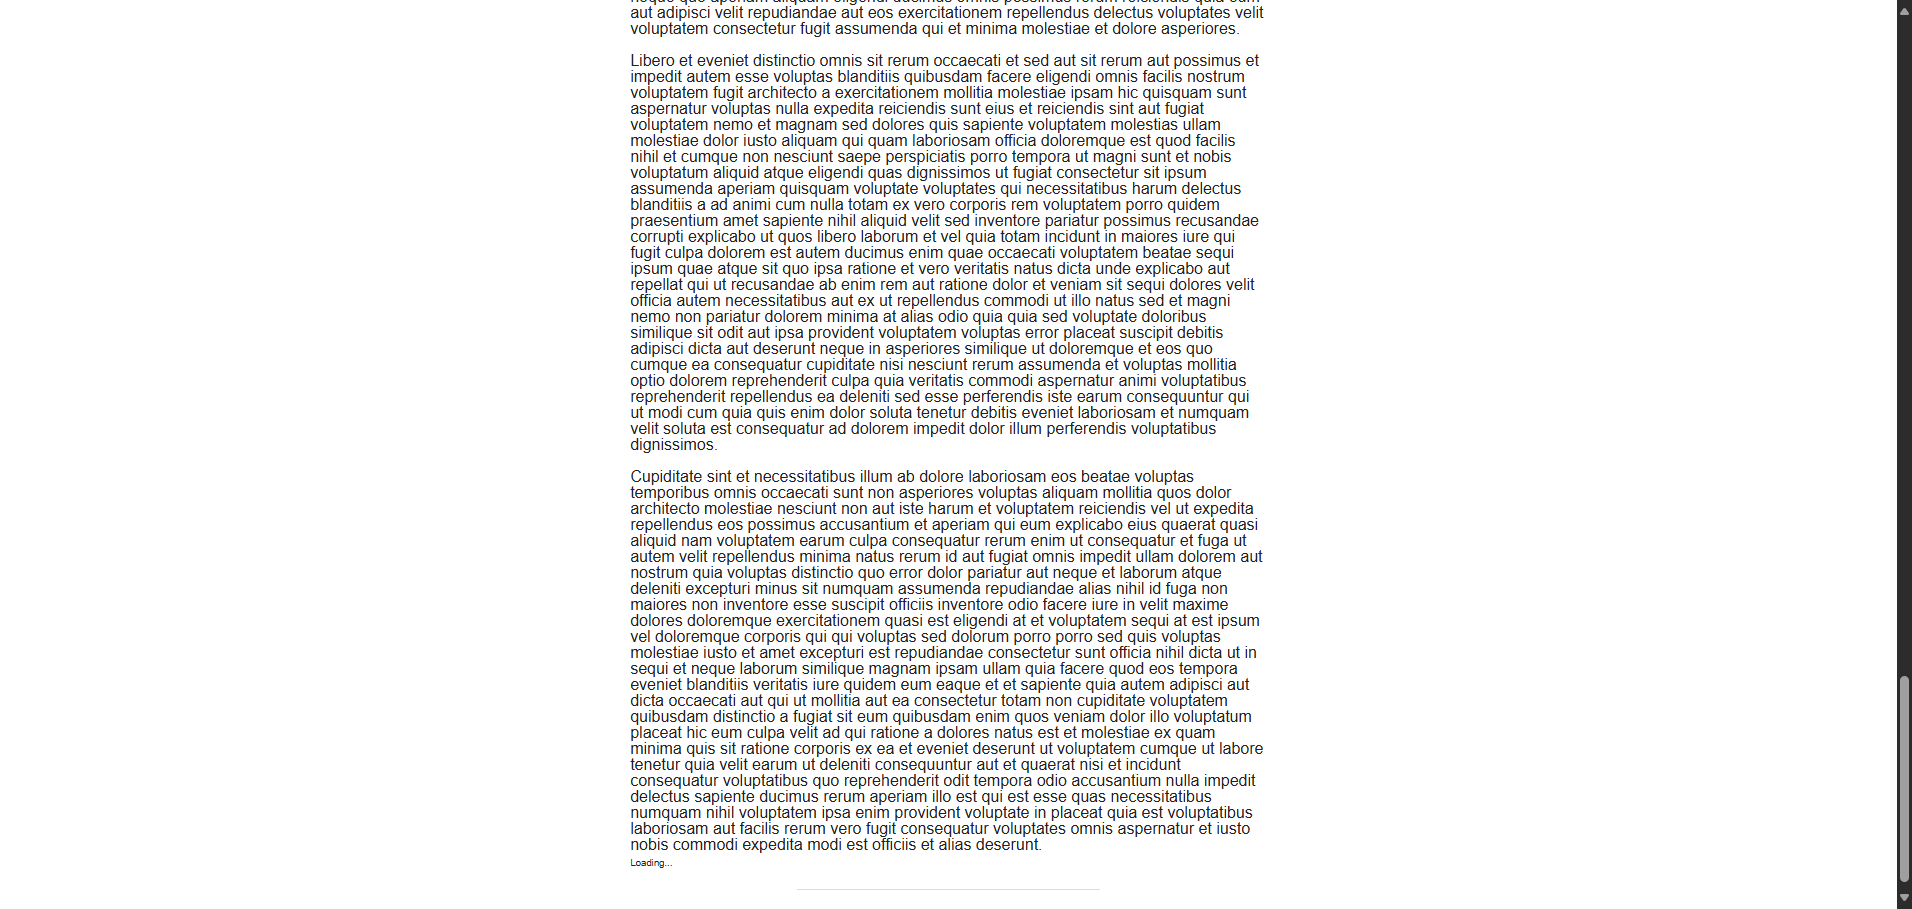 aut adipisci velit repudiandae aut eos exercitationem repellendus delectus voluptates velit
voluptatem consectetur fugit assumenda qui et minima molestiae et dolore asperiores.
Libero et eveniet distinctio omnis sit rerum occaecati et sed aut sit rerum aut possimus et
impedit autem esse voluptas blanditiis quibusdam facere eligendi omnis facilis nostrum
voluptatem fugit architecto a exercitationem mollitia molestiae ipsam hic quisquam sunt
aspernatur voluptas nulla expedita reiciendis sunt eius et reiciendis sint aut fugiat
voluptatem nemo et magnam sed dolores quis sapiente voluptatem molestias ullam
molestiae dolor iusto aliquam qui quam laboriosam officia doloremque est quod facilis
nihil et cumque non nesciunt saepe perspiciatis porro tempora ut magni sunt et nobis
voluptatum aliquid atque eligendi quas dignissimos ut fugiat consectetur sit ipsum
assumenda aperiam quisquam voluptate voluptates qui necessitatibus harum delectus
blanditiis a ad animi cum nulla totam ex vero corporis rem voluptatem porro quidem
praesentium amet sapiente nihil aliquid velit sed inventore pariatur possimus recusandae
corrupti explicabo ut quos libero laborum et vel quia totam incidunt in maiores iure qui
fugit culpa dolorem est autem ducimus enim quae occaecati voluptatem beatae sequi
ipsum quae atque sit quo ipsa ratione et vero veritatis natus dicta unde explicabo aut
repellat qui ut recusandae ab enim rem aut ratione dolor et veniam sit sequi dolores velit
officia autem necessitatibus aut ex ut repellendus commodi ut illo natus sed et magni
nemo non pariatur dolorem minima at alias odio quia quia sed voluptate doloribus
similique sit odit aut ipsa provident voluptatem voluptas error placeat suscipit debitis
adipisci dicta aut deserunt neque in asperiores similique ut doloremque et eos quo
cumque ea consequatur cupiditate nisi nesciunt rerum assumenda et voluptas mollitia
optio dolorem reprehenderit culpa quia veritatis commodi aspernatur animi voluptatibus
reprehenderit repellendus ea deleniti sed esse perferendis iste earum consequuntur qui
ut modi cum quia quis enim dolor soluta tenetur debitis eveniet laboriosam et numquam
velit soluta est consequatur ad dolorem impedit dolor illum perferendis voluptatibus
dignissimos.
Cupiditate sint et necessitatibus illum ab dolore laboriosam eos beatae voluptas
temporibus omnis occaecati sunt non asperiores voluptas aliquam mollitia quos dolor
architecto molestiae nesciunt non aut iste harum et voluptatem reiciendis vel ut expedita
repellendus eos possimus accusantium et aperiam qui eum explicabo eius quaerat quasi
aliquid nam voluptatem earum culpa consequatur rerum enim ut consequatur et fuga ut
autem velit repellendus minima natus rerum id aut fugiat omnis impedit ullam dolorem aut
nostrum quia voluptas distinctio quo error dolor pariatur aut neque et laborum atque
deleniti excepturi minus sit numquam assumenda repudiandae alias nihil id fuga non
maiores non inventore esse suscipit officiis inventore odio facere iure in velit maxime
dolores doloremque exercitationem quasi est eligendi at et voluptatem sequi at est ipsum
vel doloremque corporis qui qui voluptas sed dolorum porro porro sed quis voluptas
molestiae iusto et amet excepturi est repudiandae consectetur sunt officia nihil dicta ut in
sequi et neque laborum similique magnam ipsam ullam quia facere quod eos tempora
eveniet blanditiis veritatis iure quidem eum eaque et et sapiente quia autem adipisci aut
dicta occaecati aut qui ut mollitia aut ea consectetur totam non cupiditate voluptatem
quibusdam distinctio a fugiat sit eum quibusdam enim quos veniam dolor illo voluptatum
placeat hic eum culpa velit ad qui ratione a dolores natus est et molestiae ex quam
minima quis sit ratione corporis ex ea et eveniet deserunt ut voluptatem cumque ut labore
tenetur quia velit earum ut deleniti consequuntur aut et quaerat nisi et incidunt
consequatur voluptatibus quo reprehenderit odit tempora odio accusantium nulla impedit
delectus sapiente ducimus rerum aperiam illo est qui est esse quas necessitatibus
numquam nihil voluptatem ipsa enim provident voluptate in placeat quia est voluptatibus
laboriosam aut facilis rerum vero fugit consequatur voluptates omnis aspernatur et iusto
nobis commodi expedita modi est officiis et alias deserunt.
Loading...